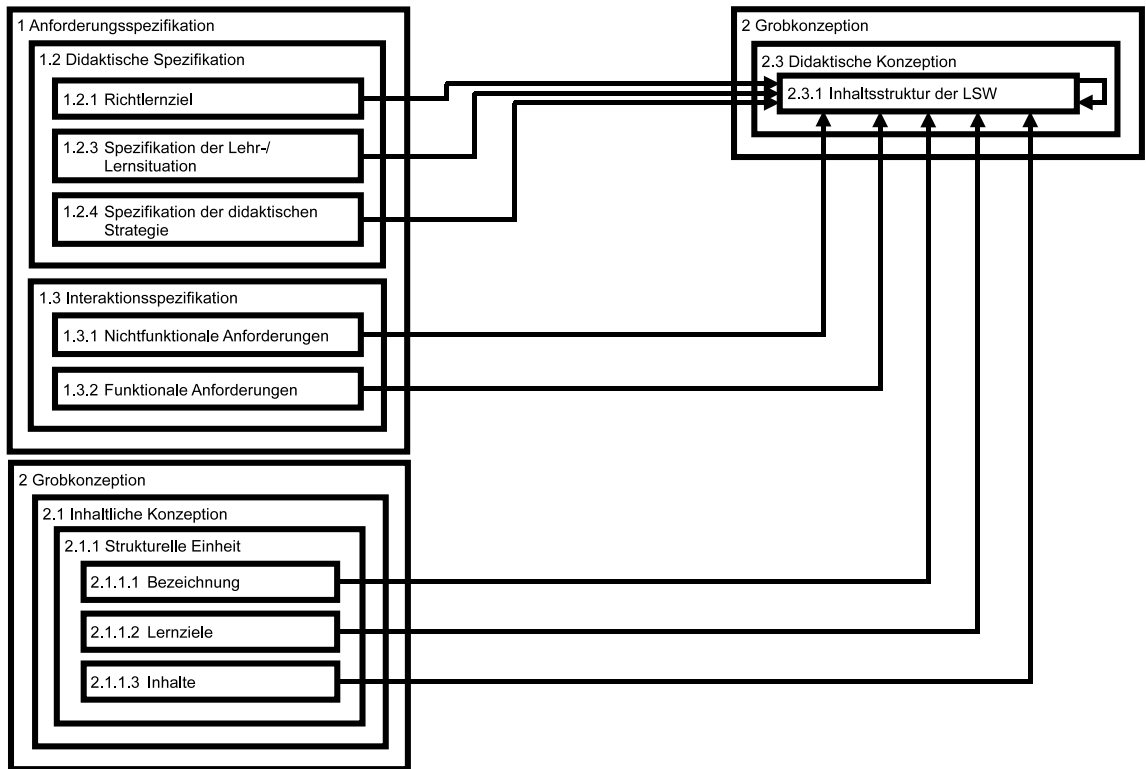 1 Anforderungsspezifikation
1.2 Didaktische Spezifikation
1.2.1 Richtlernziel
1.2.3 Spezifikation der Lehr-/
Lernsituation
1.2.4 Spezifikation der didaktischen
Strategie
1.3 Interaktionsspezifikation
1.3.1 Nichtfunktionale Anforderungen
1.3.2 Funktionale Anforderungen
2 Grobkonzeption
2.1 Inhaltliche Konzeption
2.1.1 Strukturelle Einheit
2.1.1.1 Bezeichnung
2.1.1.2 Lernziele
2.1.1.3 Inhalte
2 Grobkonzeption
2.3 Didaktische Konzeption
2.3.1 Inhaltsstruktur der LSW